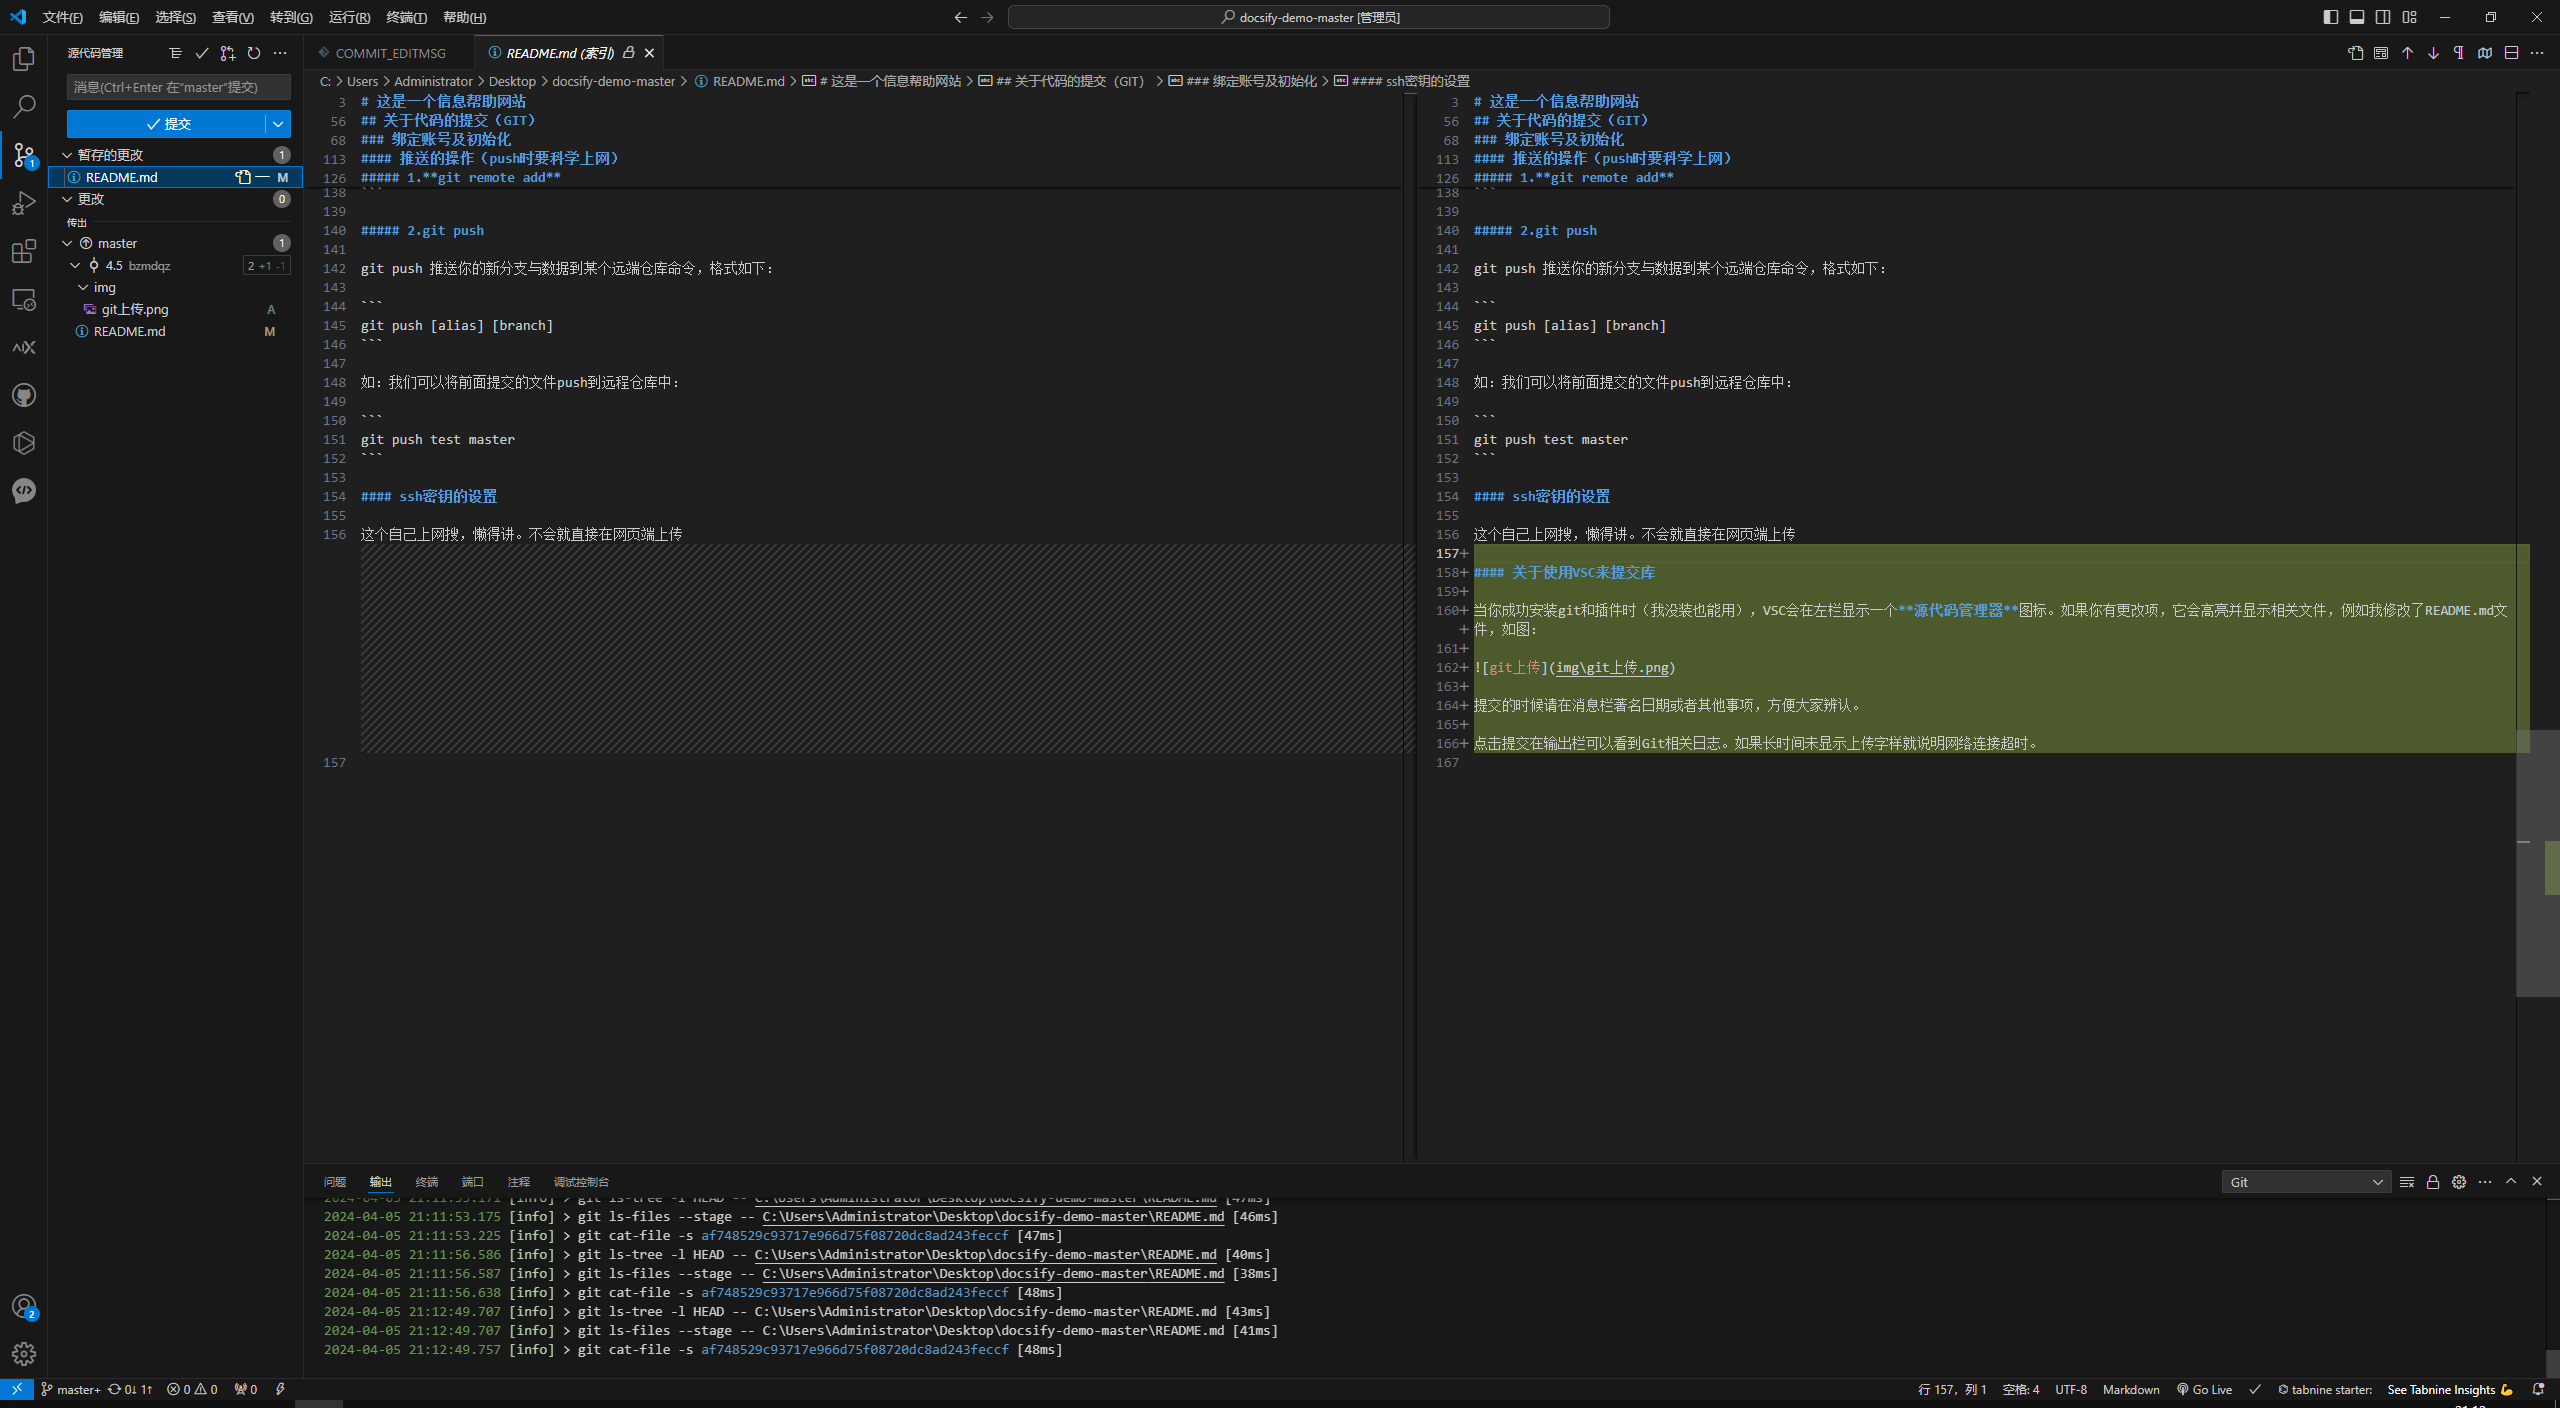 文件(F) 编辑(E) 选择(S) 查看(V) 转到(G) 运行(R) 终端(T) 帮助(H)
docsify-demo-master [管理员]
源代码管理
消息(Ctrl+Enter 在"master"提交)
提交
暂存的更改 1
README.md M
更改 0
传出
master 1
4.5 bzmdqz 2 +1 -1
img
git上传.png A
README.md M
1
2
COMMIT_EDITMSG
README.md (索引)
C: > Users > Administrator > Desktop > docsify-demo-master > README.md > # 这是一个信息帮助网站 > ## 关于代码的提交（GIT） > ### 绑定账号及初始化 > #### ssh密钥的设置
3 # 这是一个信息帮助网站
56 ## 关于代码的提交（GIT）
68 ### 绑定账号及初始化
113 #### 推送的操作（push时要科学上网）
126 ##### 1.**git remote add**
138 ```
139
140 ##### 2.git push
141
142 git push 推送你的新分支与数据到某个远端仓库命令，格式如下：
143
144 ```
145 git push [alias] [branch]
146 ```
147
148 如：我们可以将前面提交的文件push到远程仓库中：
149
150 ```
151 git push test master
152 ```
153
154 #### ssh密钥的设置
155
156 这个自己上网搜，懒得讲。不会就直接在网页端上传
157
3 # 这是一个信息帮助网站
56 ## 关于代码的提交（GIT）
68 ### 绑定账号及初始化
113 #### 推送的操作（push时要科学上网）
126 ##### 1.**git remote add**
138 ```
139
140 ##### 2.git push
141
142 git push 推送你的新分支与数据到某个远端仓库命令，格式如下：
143
144 ```
145 git push [alias] [branch]
146 ```
147
148 如：我们可以将前面提交的文件push到远程仓库中：
149
150 ```
151 git push test master
152 ```
153
154 #### ssh密钥的设置
155
156 这个自己上网搜，懒得讲。不会就直接在网页端上传
157+
158+ #### 关于使用VSC来提交库
159+
160+ 当你成功安装git和插件时（我没装也能用），VSC会在左栏显示一个**源代码管理器**图标。如果你有更改项，它会高亮并显示相关文件，例如我修改了README.md文
+ 件，如图：
161+
162+ ![git上传](img\git上传.png)
163+
164+ 提交的时候请在消息栏著名日期或者其他事项，方便大家辨认。
165+
166+ 点击提交在输出栏可以看到Git相关日志。如果长时间未显示上传字样就说明网络连接超时。
167
问题 输出 终端 端口 注释 调试控制台
Git
2024-04-05 21:11:53.171 [info] > git ls-tree -l HEAD -- C:\Users\Administrator\Desktop\docsify-demo-master\README.md [47ms]
2024-04-05 21:11:53.175 [info] > git ls-files --stage -- C:\Users\Administrator\Desktop\docsify-demo-master\README.md [46ms]
2024-04-05 21:11:53.225 [info] > git cat-file -s af748529c93717e966d75f08720dc8ad243feccf [47ms]
2024-04-05 21:11:56.586 [info] > git ls-tree -l HEAD -- C:\Users\Administrator\Desktop\docsify-demo-master\README.md [40ms]
2024-04-05 21:11:56.587 [info] > git ls-files --stage -- C:\Users\Administrator\Desktop\docsify-demo-master\README.md [38ms]
2024-04-05 21:11:56.638 [info] > git cat-file -s af748529c93717e966d75f08720dc8ad243feccf [48ms]
2024-04-05 21:12:49.707 [info] > git ls-tree -l HEAD -- C:\Users\Administrator\Desktop\docsify-demo-master\README.md [43ms]
2024-04-05 21:12:49.707 [info] > git ls-files --stage -- C:\Users\Administrator\Desktop\docsify-demo-master\README.md [41ms]
2024-04-05 21:12:49.757 [info] > git cat-file -s af748529c93717e966d75f08720dc8ad243feccf [48ms]
master+ 0↓ 1↑ 0 0 0
行 157，列 1 空格: 4 UTF-8 Markdown Go Live tabnine starter: See Tabnine Insights